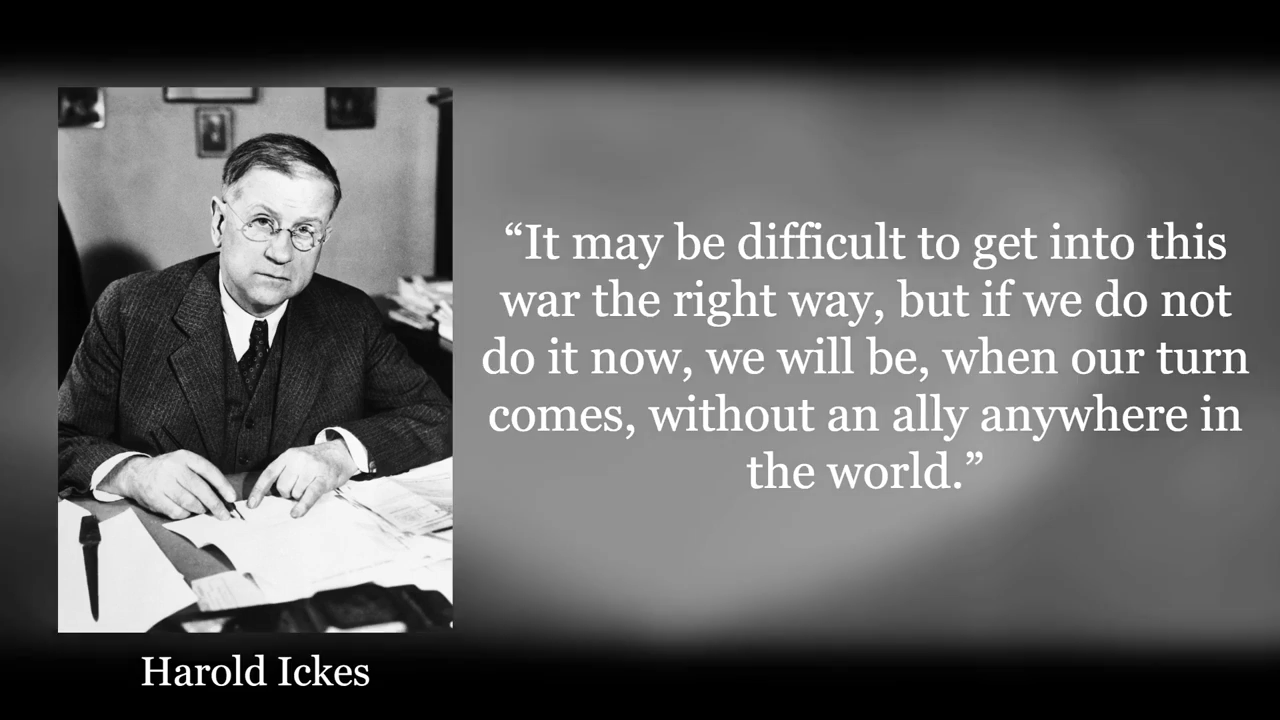 “It may be difficult to get into this
war the right way, but if we do not
do it now, we will be, when our turn
comes, without an ally anywhere in
the world.”
Harold Ickes